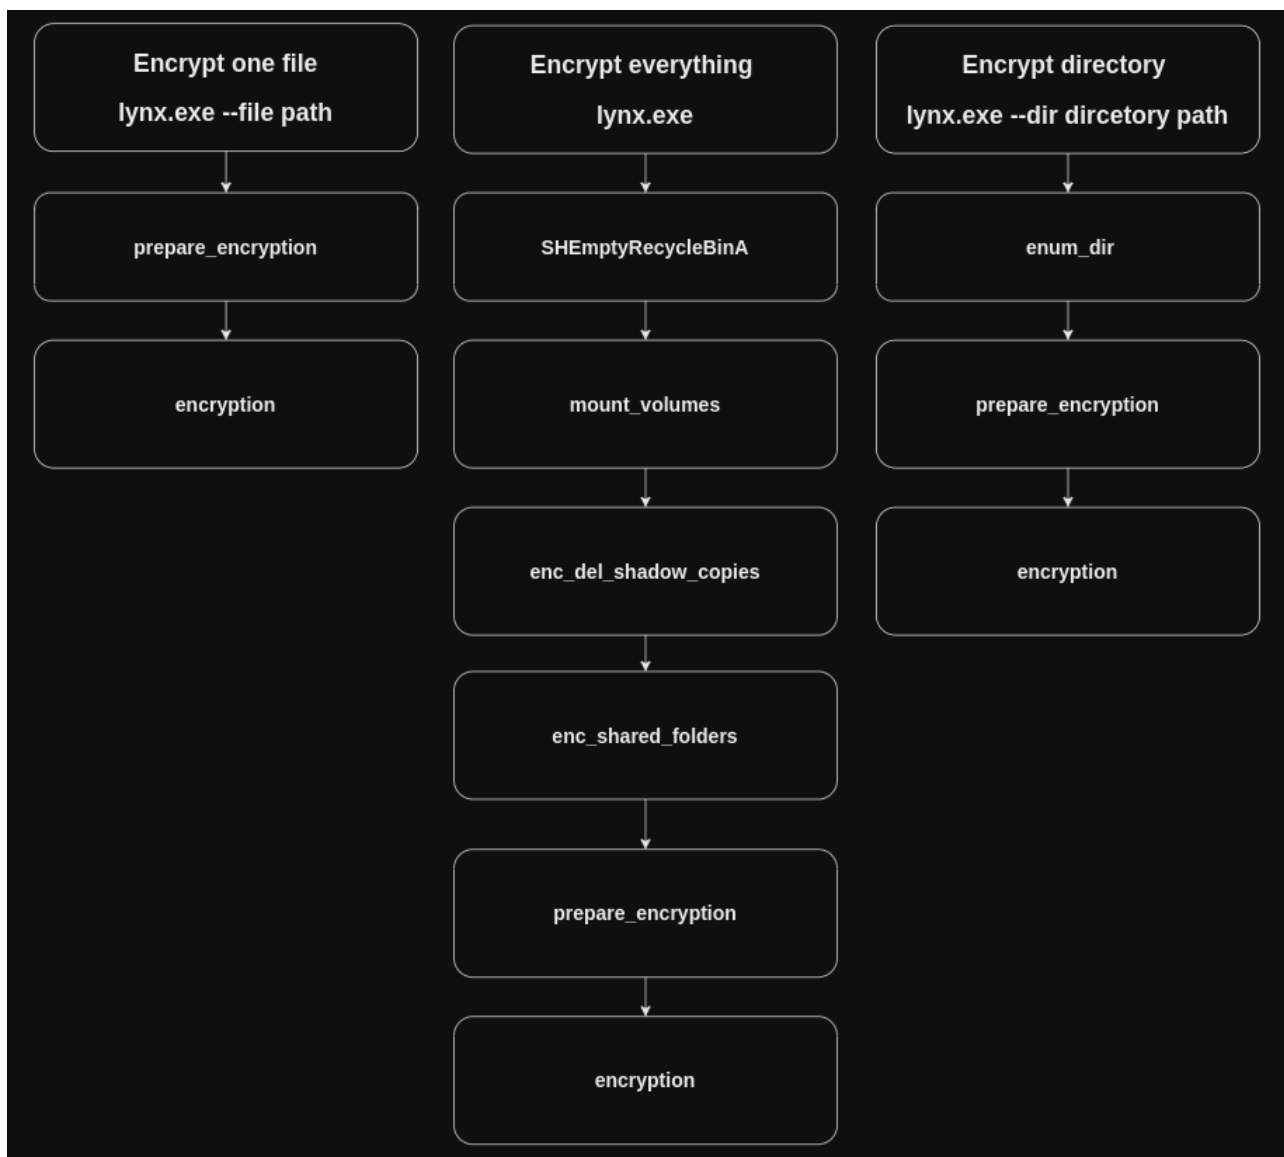 Encrypt one file
lynx.exe --file path
prepare_encryption
encryption
Encrypt everything
lynx.exe
SHEmptyRecycleBinA
mount_volumes
enc_del_shadow_copies
enc_shared_folders
prepare_encryption
encryption
Encrypt directory
lynx.exe --dir dircetory path
enum_dir
prepare_encryption
encryption